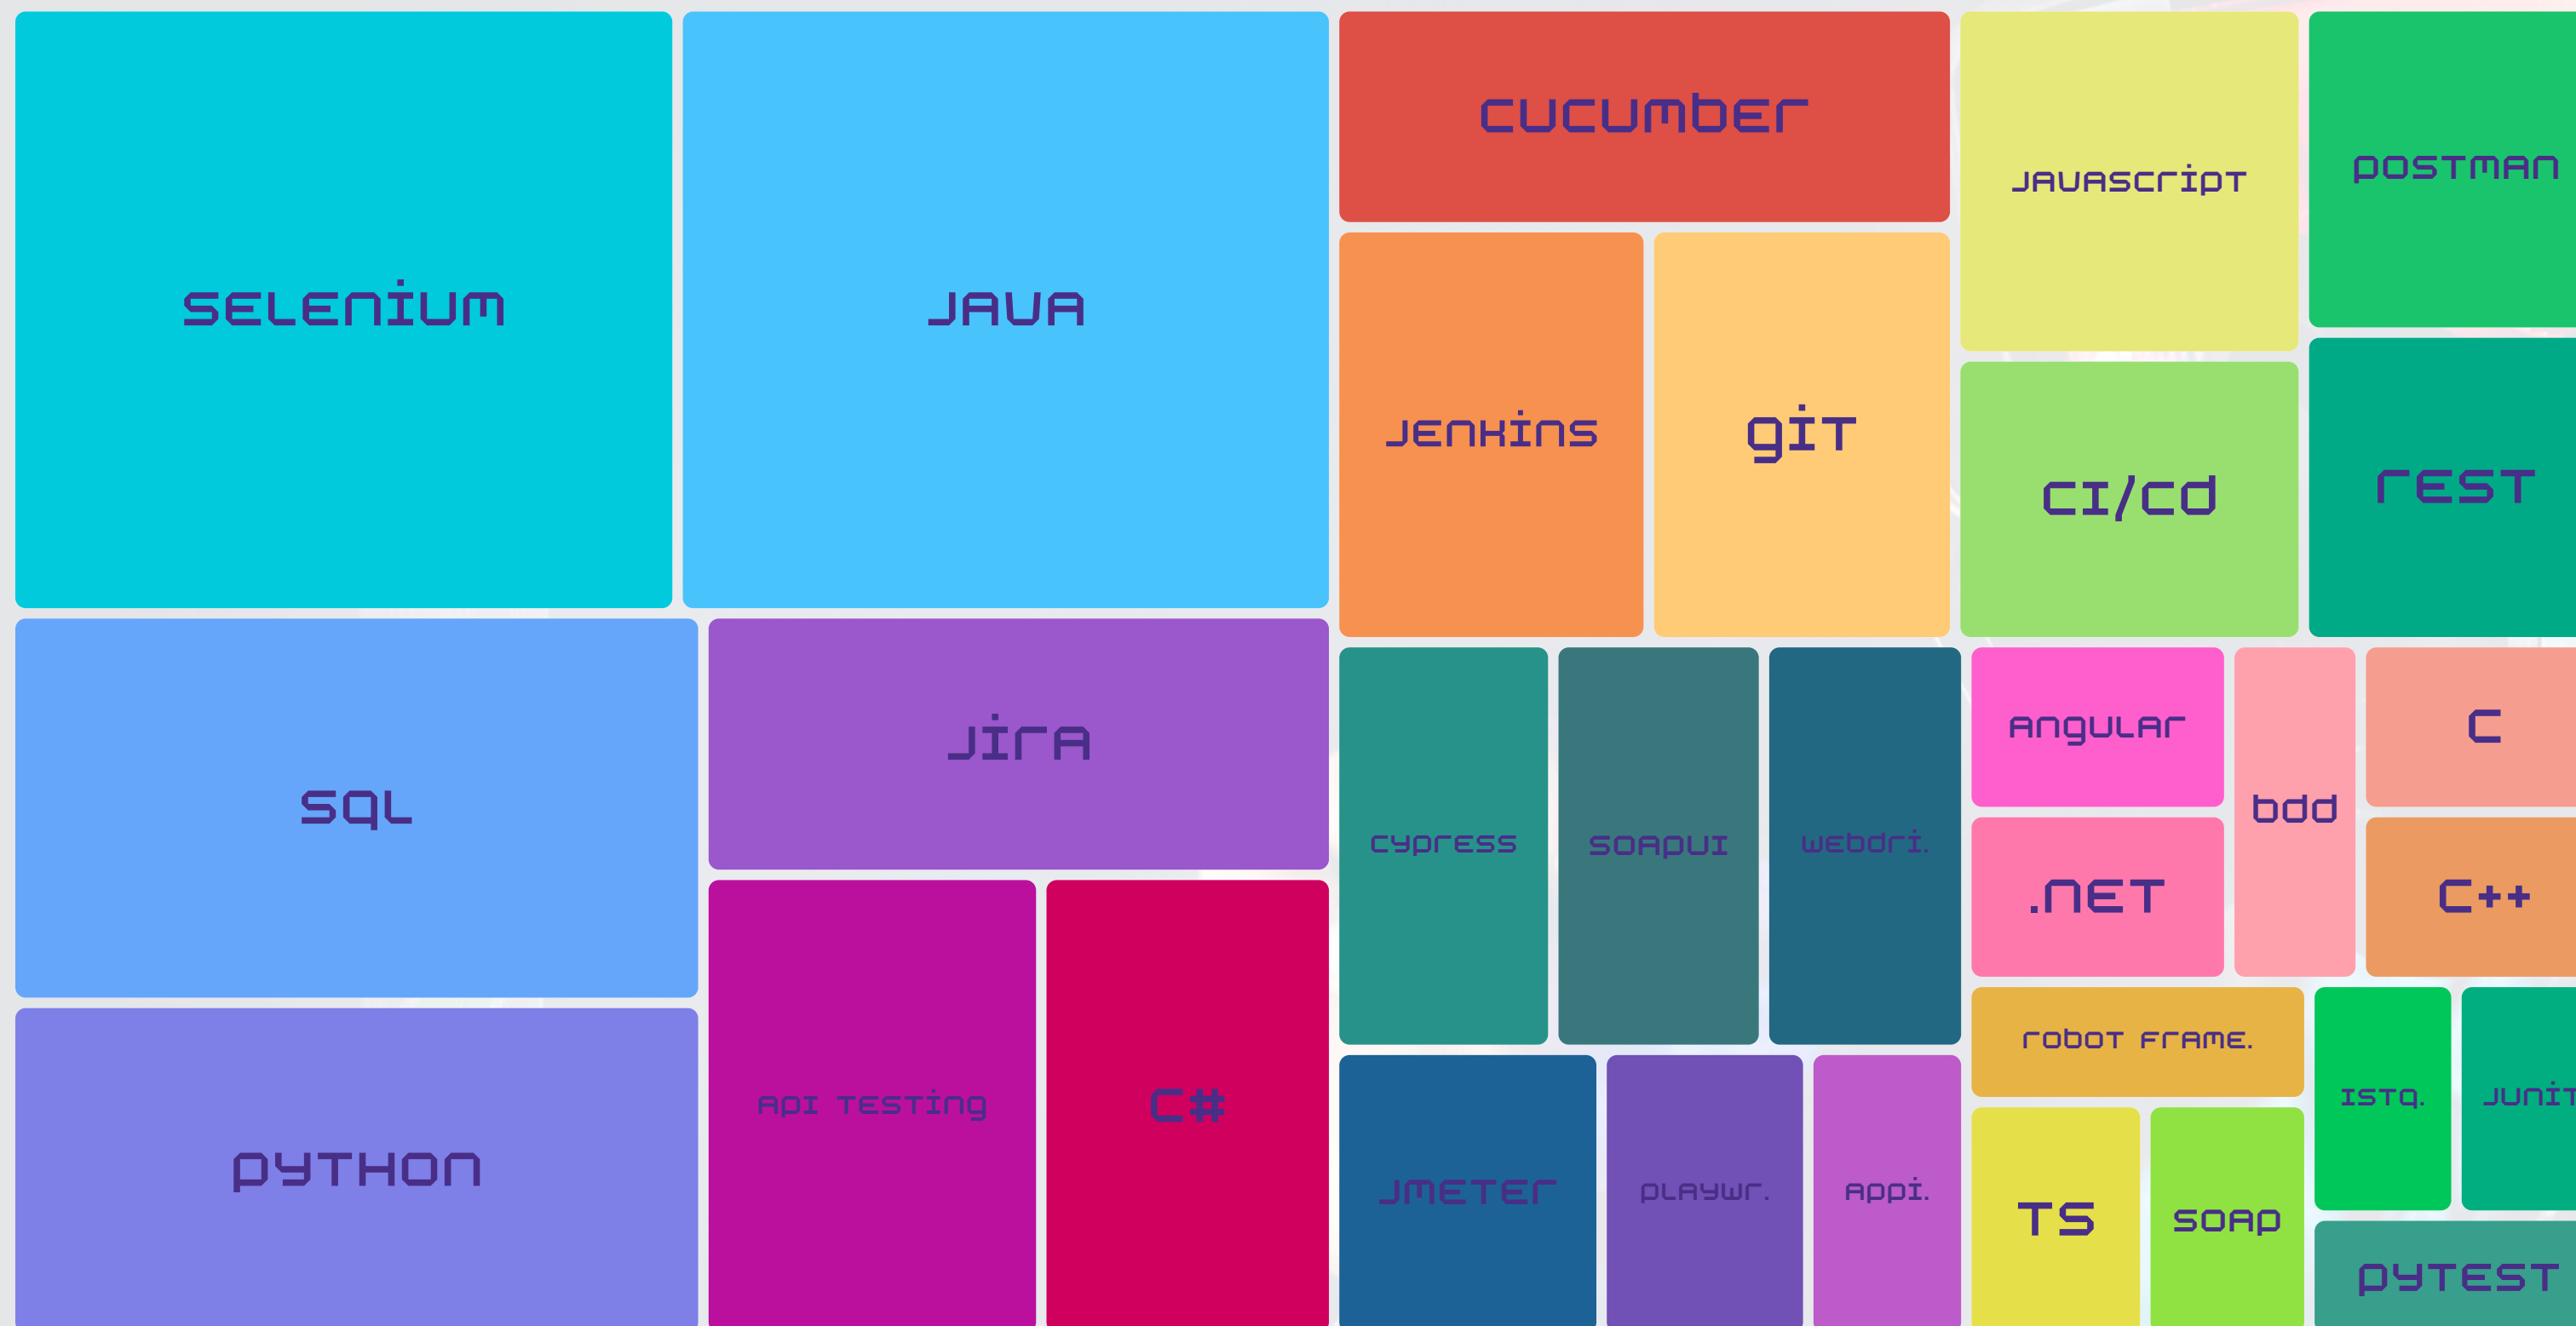 SELENIUM
JAVA
CUCUMBER
JAVASCRIPT
POSTMAN
JENKINS
GIT
CI/CD
REST
SQL
JIRA
CYPRESS
SOAPUI
WEBDRI.
ANGULAR
BDD
C
.NET
C++
PYTHON
API TESTING
C#
JMETER
PLAYWR.
APPI.
ROBOT FRAME.
ISTQ.
JUNIT
TS
SOAP
PYTEST